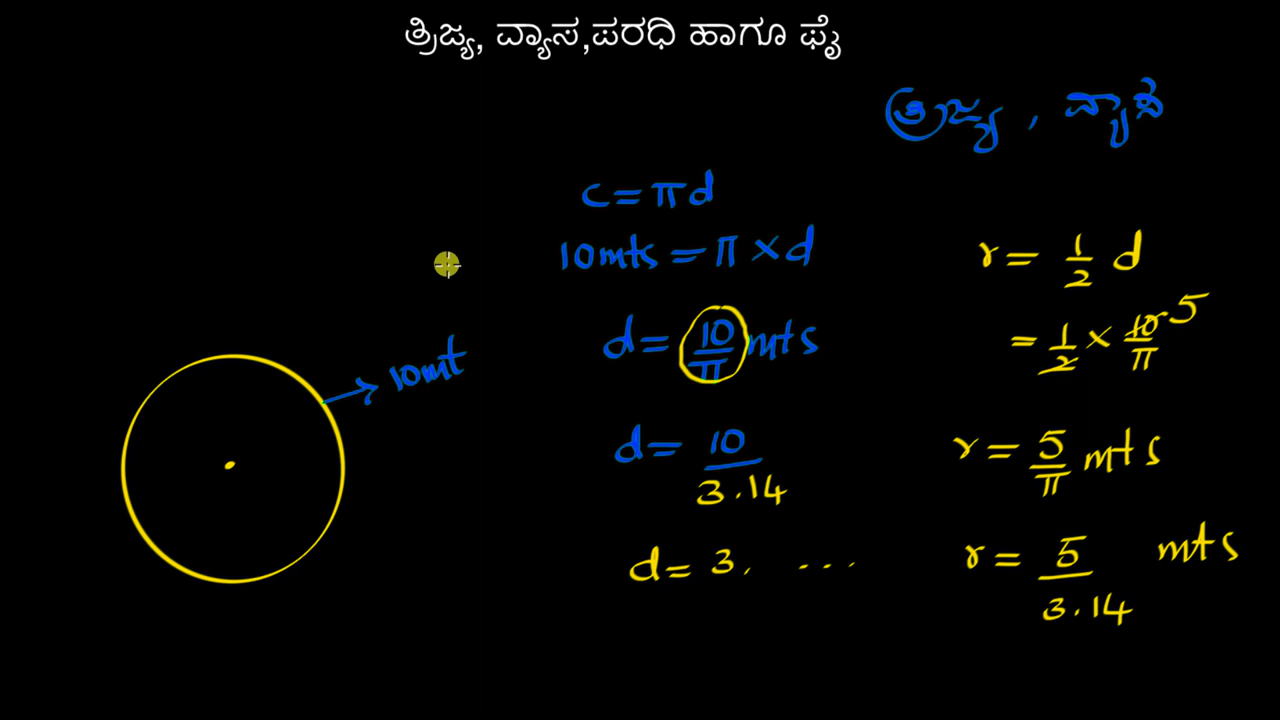 ತ್ರಿಜ್ಯ, ವ್ಯಾಸ,ಪರಧಿ ಹಾಗೂ ಫೈ
ತ್ರಿಜ್ಯ, ವ್ಯಾಸ
c = πd
10mts = π × d
d = 10/π mts
d = 10/3.14
d = 3. ...
r = 1/2 d
= 1/2 × 10/π 5
r = 5/π mts
r = 5/3.14 mts
10mt